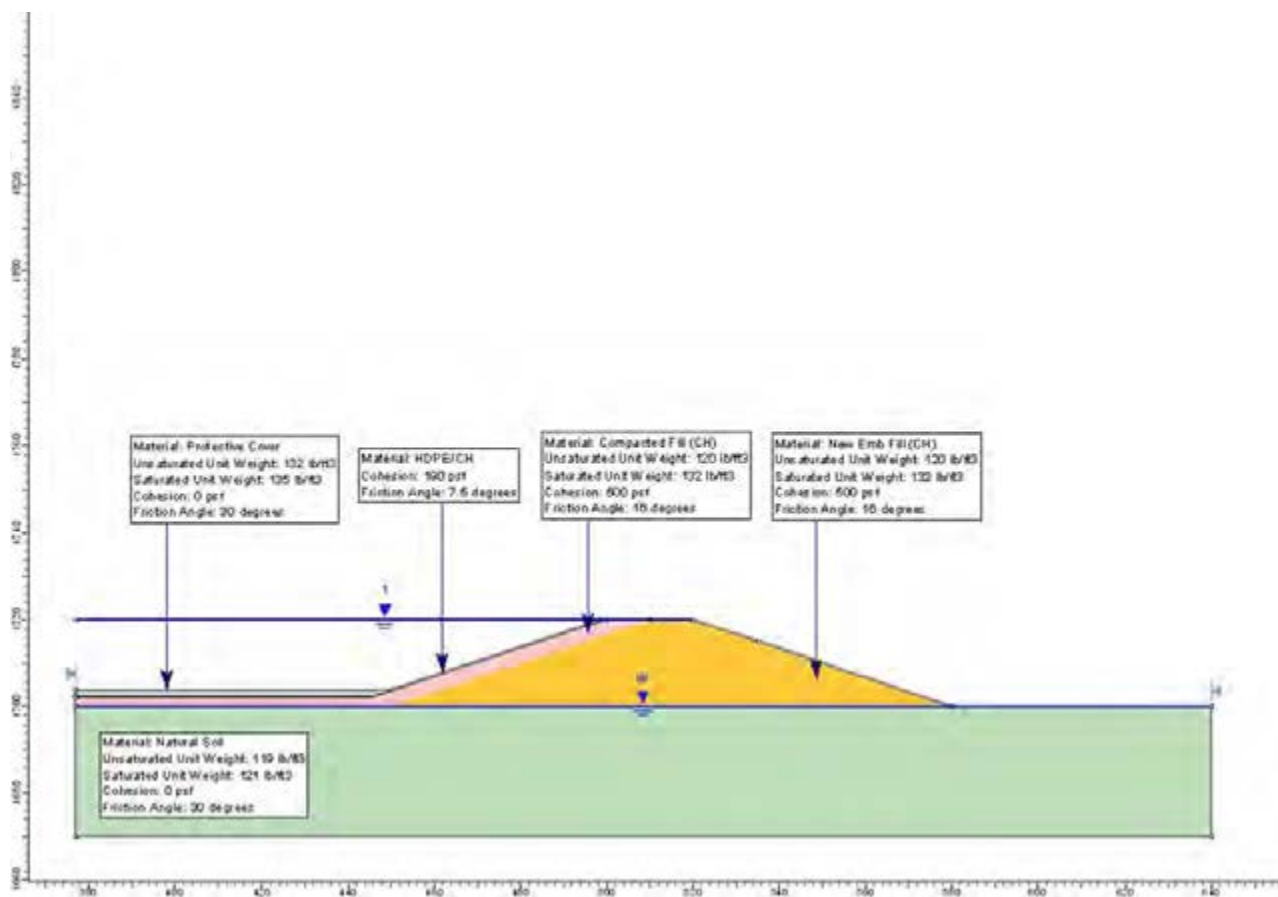 Material: Protective Cover
Unsaturated Unit Weight: 132 lb/ft3
Saturated Unit Weight: 135 lb/ft3
Cohesion: 0 psf
Friction Angle: 30 degrees
Material: HDPE/CH
Cohesion: 190 psf
Friction Angle: 7.5 degrees
Material: Compacted Fill (CH)
Unsaturated Unit Weight: 120 lb/ft3
Saturated Unit Weight: 132 lb/ft3
Cohesion: 500 psf
Friction Angle: 16 degrees
Material: New Emb Fill (CH)
Unsaturated Unit Weight: 120 lb/ft3
Saturated Unit Weight: 132 lb/ft3
Cohesion: 500 psf
Friction Angle: 16 degrees
W
Material: Natural Soil
Unsaturated Unit Weight: 119 lb/ft3
Saturated Unit Weight: 121 lb/ft3
Cohesion: 0 psf
Friction Angle: 30 degrees